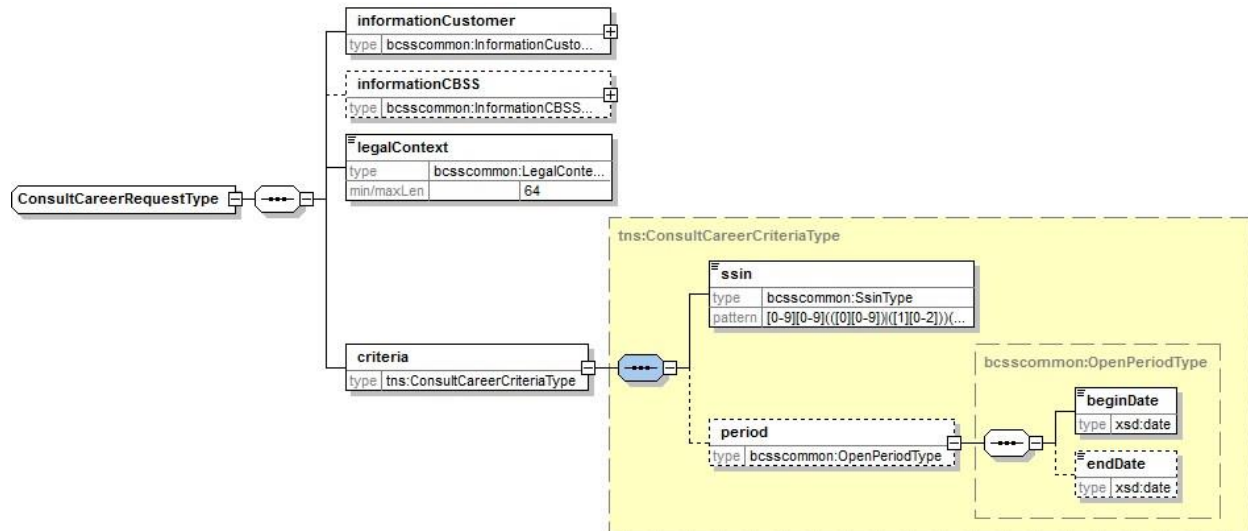 informationCustomer
type bcsscommon:InformationCusto...
informationCBSS
type bcsscommon:InformationCBSS...
legalContext
type bcsscommon:LegalConte...
min/maxLen 64
ConsultCareerRequestType
tns:ConsultCareerCriteriaType
ssin
type bcsscommon:SsinType
pattern [0-9][0-9](([0][0-9])|([1][0-2]))(...
criteria
type tns:ConsultCareerCriteriaType
bcsscommon:OpenPeriodType
beginDate
type xsd:date
period
type bcsscommon:OpenPeriodType
endDate
type xsd:date